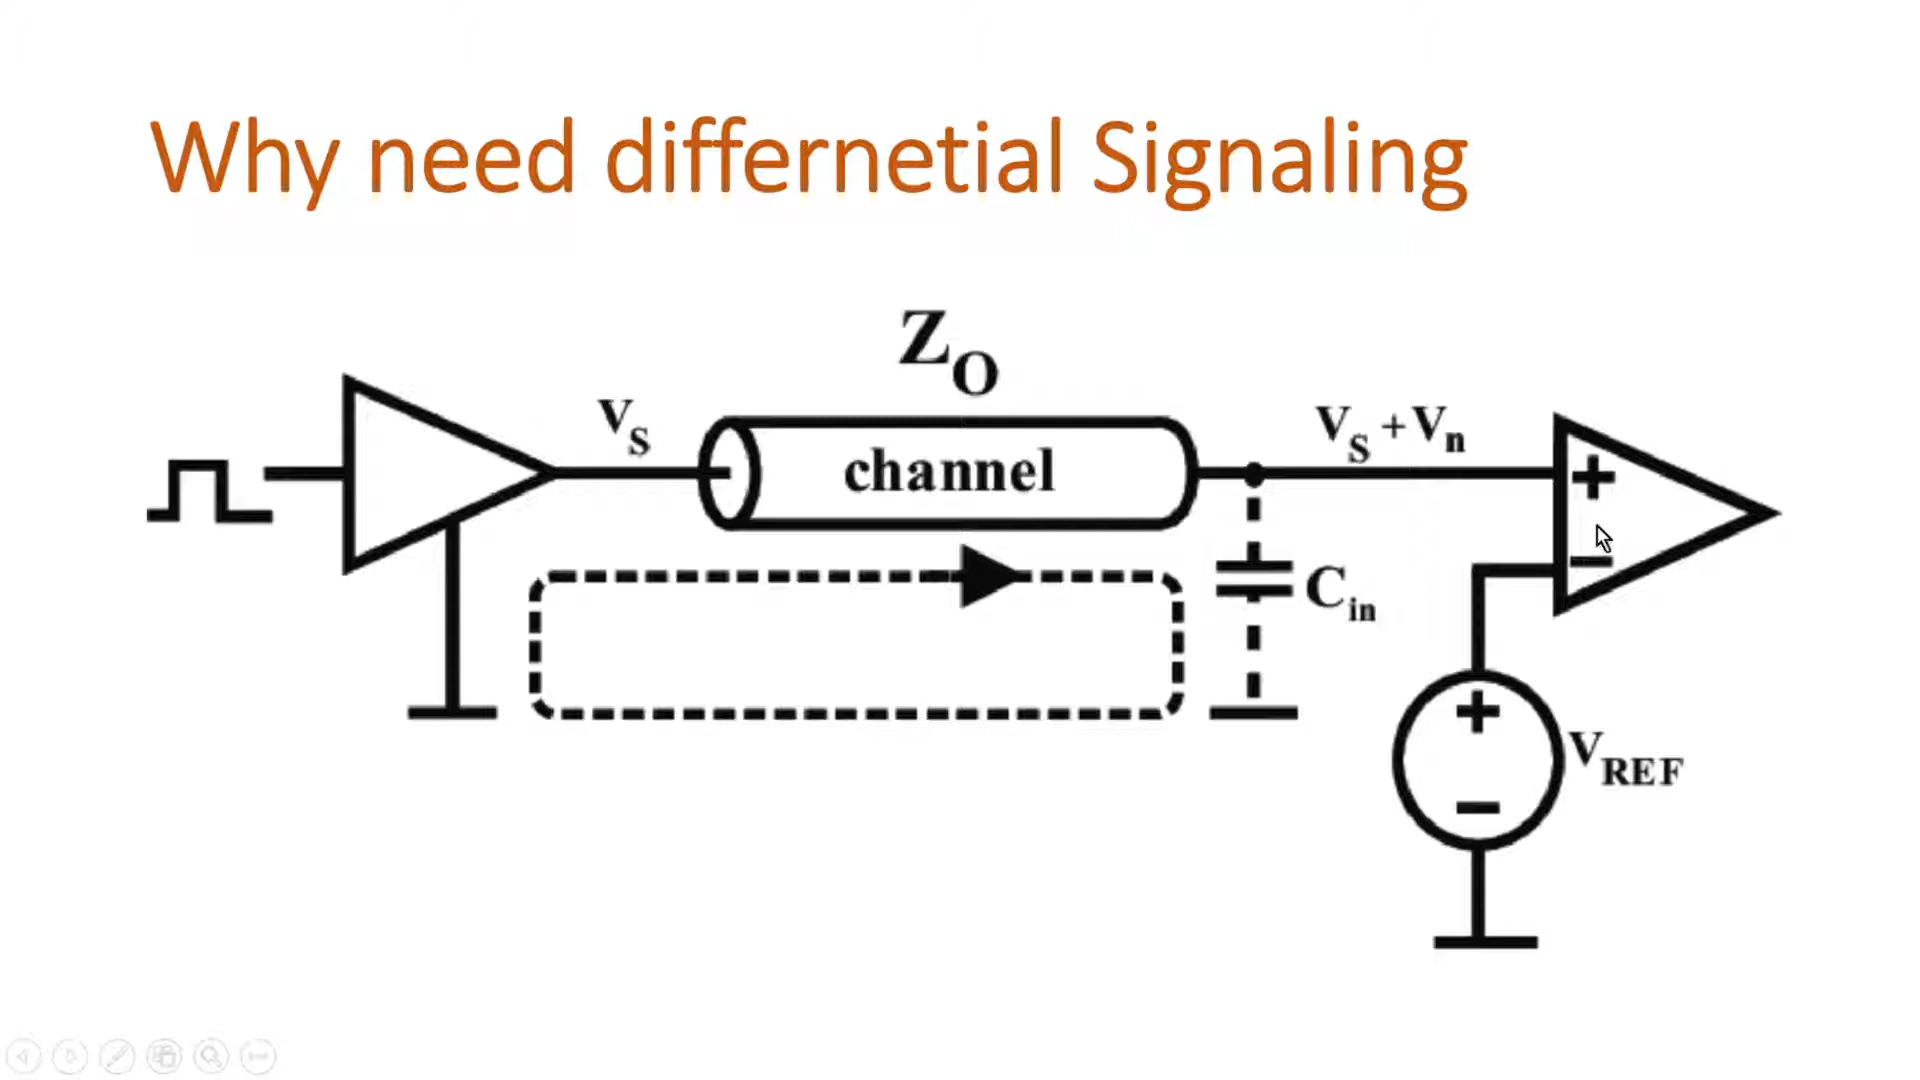 Why need differnetial Signaling
Z_O
V_S
channel
V_S + V_n
+
−
C_in
+
−
V_REF